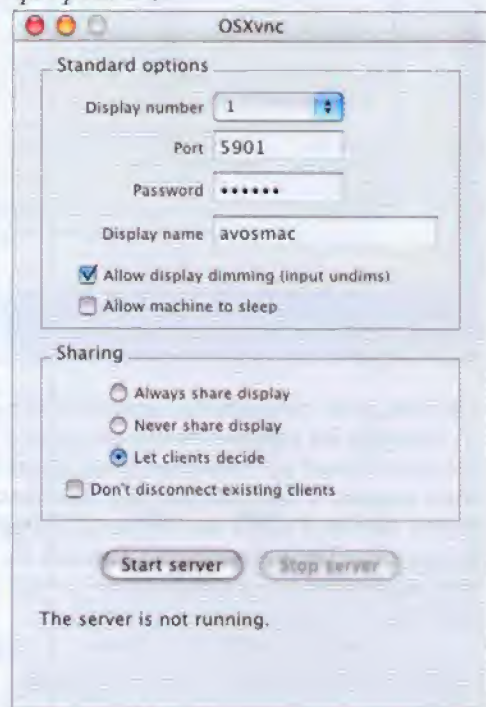 OSXvnc
Standard options
Display number 1
Port 5901
Password ••••••
Display name avosmac
Allow display dimming (input undims)
Allow machine to sleep
Sharing
Always share display
Never share display
Let clients decide
Don't disconnect existing clients
Start server Stop server
The server is not running.